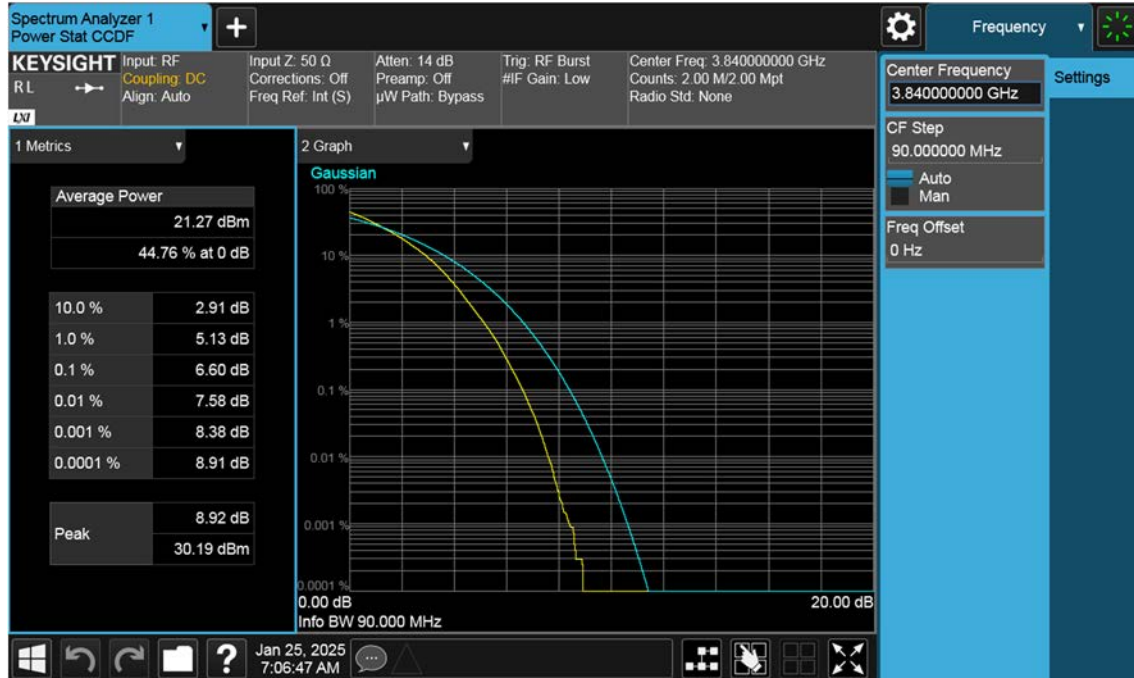 Spectrum Analyzer 1
Power Stat CCDF
Frequency
KEYSIGHT
R L
LXI
Input: RF
Coupling: DC
Align: Auto
Input Z: 50 Ω
Corrections: Off
Freq Ref: Int (S)
Atten: 14 dB
Preamp: Off
µW Path: Bypass
Trig: RF Burst
#IF Gain: Low
Center Freq: 3.840000000 GHz
Counts: 2.00 M/2.00 Mpt
Radio Std: None
Center Frequency
3.840000000 GHz
Settings
CF Step
90.000000 MHz
Auto
Man
Freq Offset
0 Hz
1 Metrics
Average Power
21.27 dBm
44.76 % at 0 dB
10.0 % 2.91 dB
1.0 % 5.13 dB
0.1 % 6.60 dB
0.01 % 7.58 dB
0.001 % 8.38 dB
0.0001 % 8.91 dB
Peak
8.92 dB
30.19 dBm
2 Graph
Gaussian
100 %
10 %
1 %
0.1 %
0.01 %
0.001 %
0.0001 %
0.00 dB 20.00 dB
Info BW 90.000 MHz
?
Jan 25, 2025
7:06:47 AM